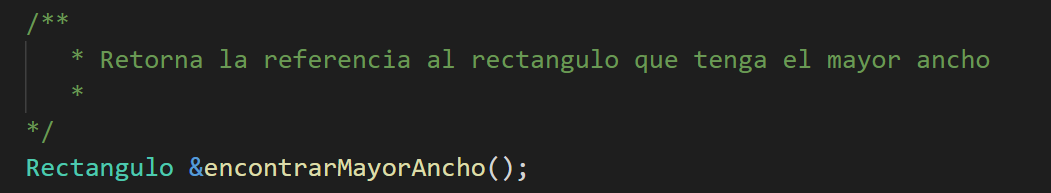 /**
* Retorna la referencia al rectangulo que tenga el mayor ancho
*
*/
Rectangulo &encontrarMayorAncho();